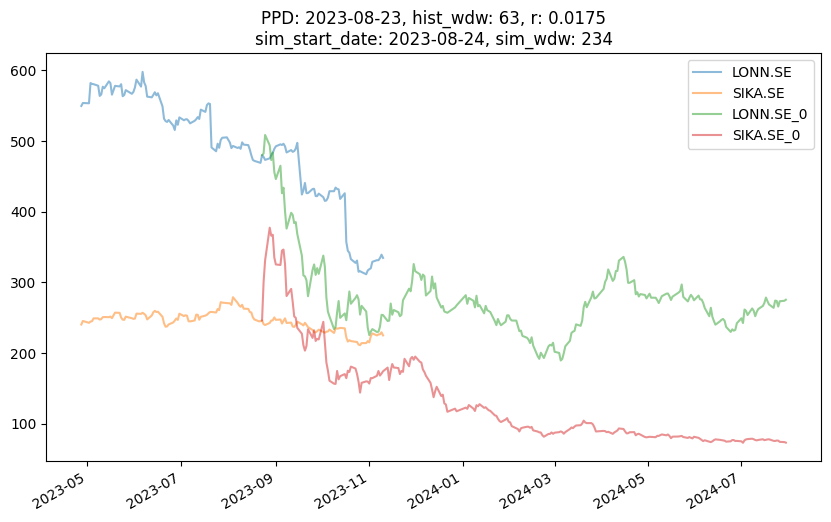 PPD: 2023-08-23, hist_wdw: 63, r: 0.0175
sim_start_date: 2023-08-24, sim_wdw: 234
LONN.SE
SIKA.SE
LONN.SE_0
SIKA.SE_0
600
500
400
300
200
100
2023-05
2023-07
2023-09
2023-11
2024-01
2024-03
2024-05
2024-07